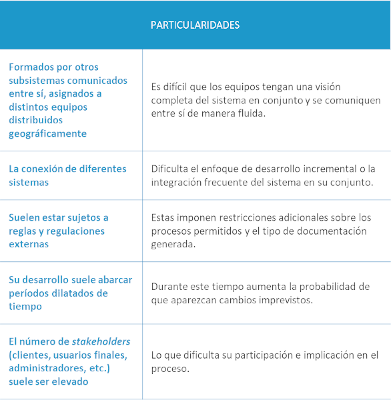 PARTICULARIDADES
Formados por otros
subsistemas comunicados
entre sí, asignados a
distintos equipos
distribuidos
geográficamente
Es difícil que los equipos tengan una visión
completa del sistema en conjunto y se comuniquen
entre sí de manera fluida.
La conexión de diferentes
sistemas
Dificulta el enfoque de desarrollo incremental o la
integración frecuente del sistema en su conjunto.
Suelen estar sujetos a
reglas y regulaciones
externas
Estas imponen restricciones adicionales sobre los
procesos permitidos y el tipo de documentación
generada.
Su desarrollo suele abarcar
períodos dilatados de
tiempo
Durante este tiempo aumenta la probabilidad de
que aparezcan cambios imprevistos.
El número de stakeholders
(clientes, usuarios finales,
administradores, etc.)
suele ser elevado
Lo que dificulta su participación e implicación en el
proceso.